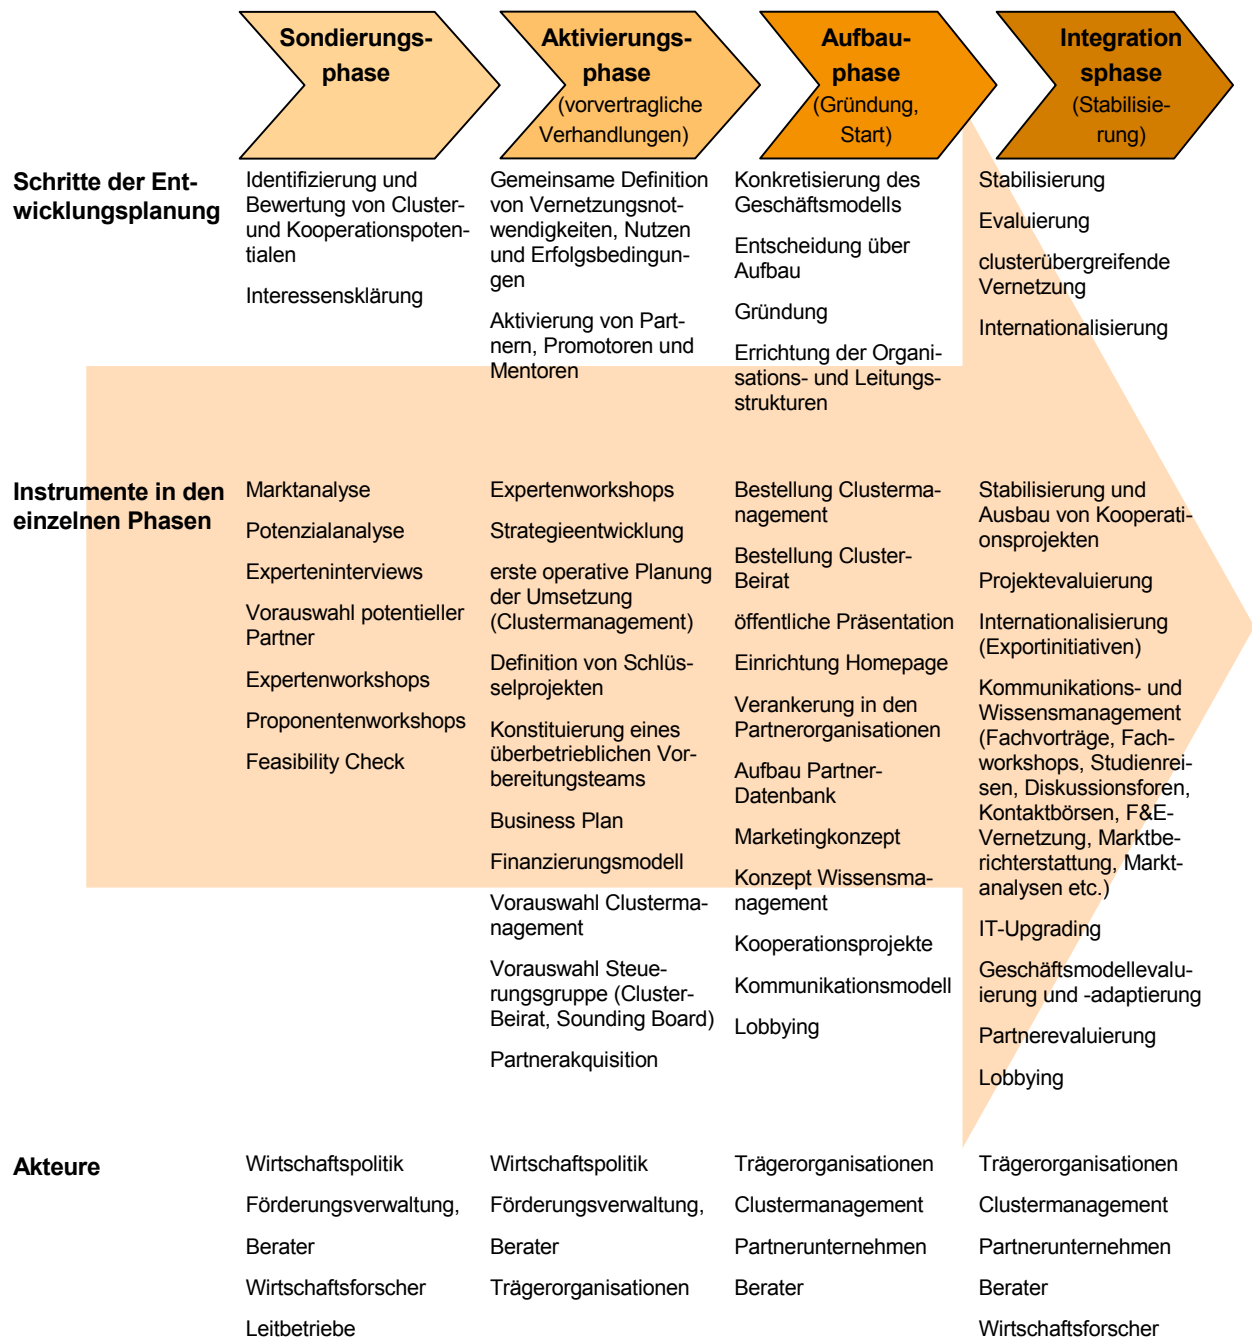 Sondierungs-
phase
Aktivierungs-
phase
(vorvertragliche
Verhandlungen)
Aufbau-
phase
(Gründung,
Start)
Integration
sphase
(Stabilisie-
rung)
Schritte der Ent-
wicklungsplanung
Identifizierung und
Bewertung von Cluster-
und Kooperationspoten-
tialen
Interessensklärung
Gemeinsame Definition
von Vernetzungsnot-
wendigkeiten, Nutzen
und Erfolgsbedingun-
gen
Aktivierung von Part-
nern, Promotoren und
Mentoren
Konkretisierung des
Geschäftsmodells
Entscheidung über
Aufbau
Gründung
Errichtung der Organi-
sations- und Leitungs-
strukturen
Stabilisierung
Evaluierung
clusterübergreifende
Vernetzung
Internationalisierung
Instrumente in den
einzelnen Phasen
Marktanalyse
Potenzialanalyse
Experteninterviews
Vorauswahl potentieller
Partner
Expertenworkshops
Proponentenworkshops
Feasibility Check
Expertenworkshops
Strategieentwicklung
erste operative Planung
der Umsetzung
(Clustermanagement)
Definition von Schlüs-
selprojekten
Konstituierung eines
überbetrieblichen Vor-
bereitungsteams
Business Plan
Finanzierungsmodell
Vorauswahl Clusterma-
nagement
Vorauswahl Steue-
rungsgruppe (Cluster-
Beirat, Sounding Board)
Partnerakquisition
Bestellung Clusterma-
nagement
Bestellung Cluster-
Beirat
öffentliche Präsentation
Einrichtung Homepage
Verankerung in den
Partnerorganisationen
Aufbau Partner-
Datenbank
Marketingkonzept
Konzept Wissensma-
nagement
Kooperationsprojekte
Kommunikationsmodell
Lobbying
Stabilisierung und
Ausbau von Kooperati-
onsprojekten
Projektevaluierung
Internationalisierung
(Exportinitiativen)
Kommunikations- und
Wissensmanagement
(Fachvorträge, Fach-
workshops, Studienrei-
sen, Diskussionsforen,
Kontaktbörsen, F&E-
Vernetzung, Marktbe-
richterstattung, Markt-
analysen etc.)
IT-Upgrading
Geschäftsmodellevalu-
ierung und -adaptierung
Partnerevaluierung
Lobbying
Akteure
Wirtschaftspolitik
Förderungsverwaltung,
Berater
Wirtschaftsforscher
Leitbetriebe
Wirtschaftspolitik
Förderungsverwaltung,
Berater
Trägerorganisationen
Trägerorganisationen
Clustermanagement
Partnerunternehmen
Berater
Trägerorganisationen
Clustermanagement
Partnerunternehmen
Berater
Wirtschaftsforscher